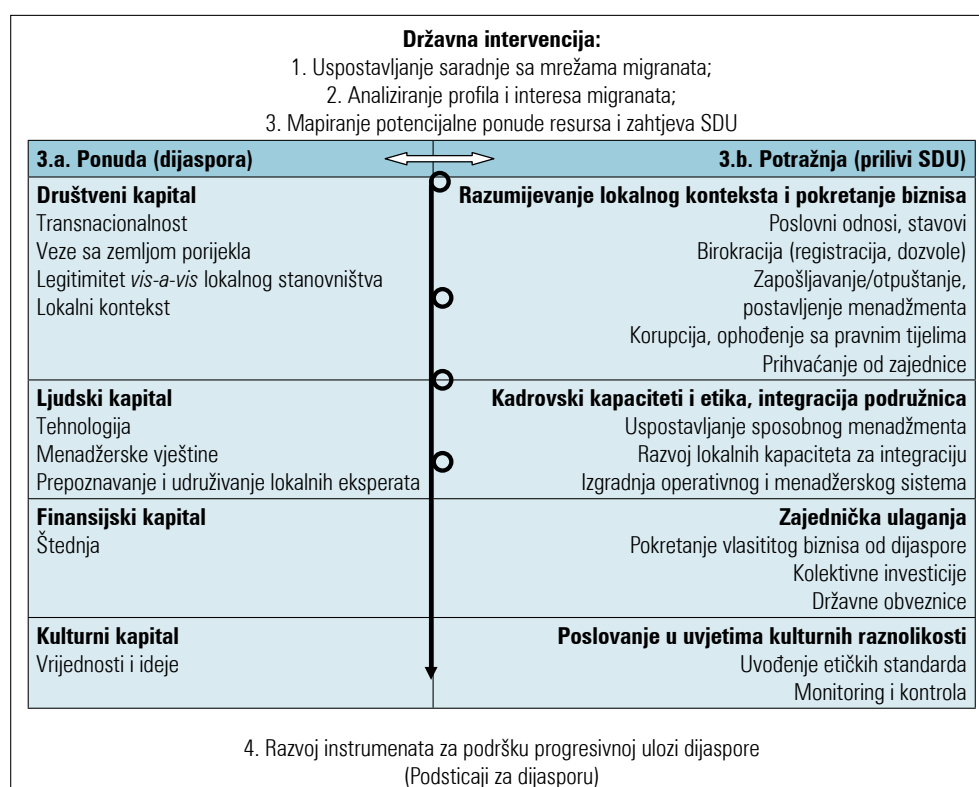 Državna intervencija:
1. Uspostavljanje saradnje sa mrežama migranata;
2. Analiziranje profila i interesa migranata;
3. Mapiranje potencijalne ponude resursa i zahtjeva SDU
3.a. Ponuda (dijaspora)
3.b. Potražnja (prilivi SDU)
Društveni kapital
Transnacionalnost
Veze sa zemljom porijekla
Legitimitet vis-a-vis lokalnog stanovništva
Lokalni kontekst
Razumijevanje lokalnog konteksta i pokretanje biznisa
Poslovni odnosi, stavovi
Birokracija (registracija, dozvole)
Zapošljavanje/otpuštanje,
postavljenje menadžmenta
Korupcija, ophođenje sa pravnim tijelima
Prihvaćanje od zajednice
Ljudski kapital
Tehnologija
Menadžerske vještine
Prepoznavanje i udruživanje lokalnih eksperata
Kadrovski kapaciteti i etika, integracija podružnica
Uspostavljanje sposobnog menadžmenta
Razvoj lokalnih kapaciteta za integraciju
Izgradnja operativnog i menadžerskog sistema
Finansijski kapital
Štednja
Zajednička ulaganja
Pokretanje vlasititog biznisa od dijaspore
Kolektivne investicije
Državne obveznice
Kulturni kapital
Vrijednosti i ideje
Poslovanje u uvjetima kulturnih raznolikosti
Uvođenje etičkih standarda
Monitoring i kontrola
4. Razvoj instrumenata za podršku progresivnoj ulozi dijaspore
(Podsticaji za dijasporu)